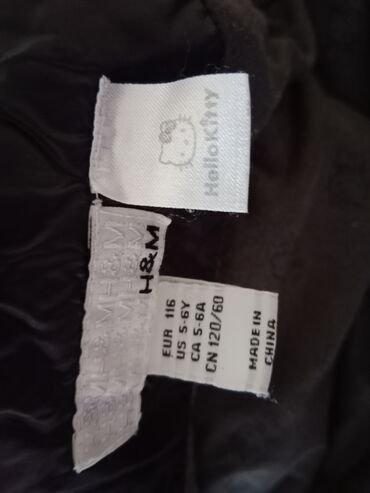 Hello Kitty
H&M
EUR 116
US 5-6Y
CA 5-6A
CN 120/60
MADE IN
CHINA